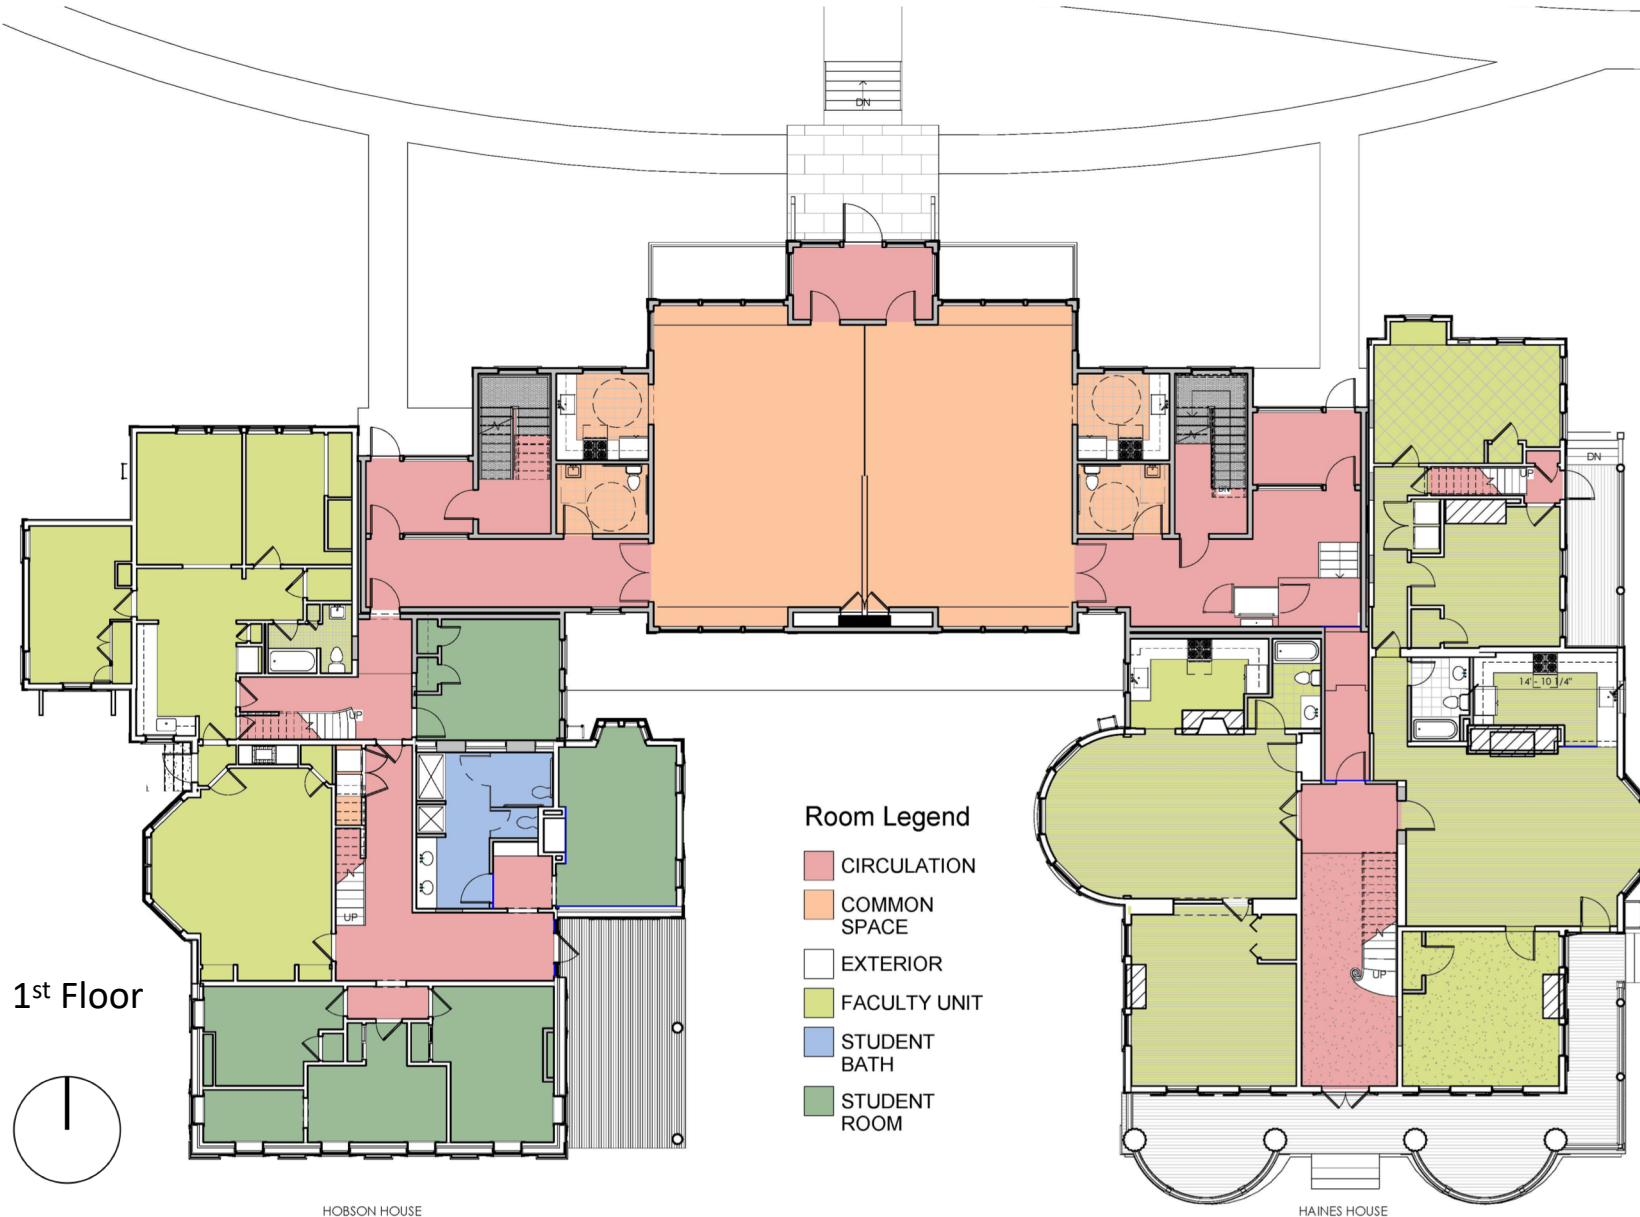 DN
DN
UP
14' - 10 1/4"
UP
Room Legend
CIRCULATION
COMMON
SPACE
UP
EXTERIOR
UP
1st Floor
FACULTY UNIT
STUDENT
BATH
STUDENT
ROOM
HOBSON HOUSE
HAINES HOUSE